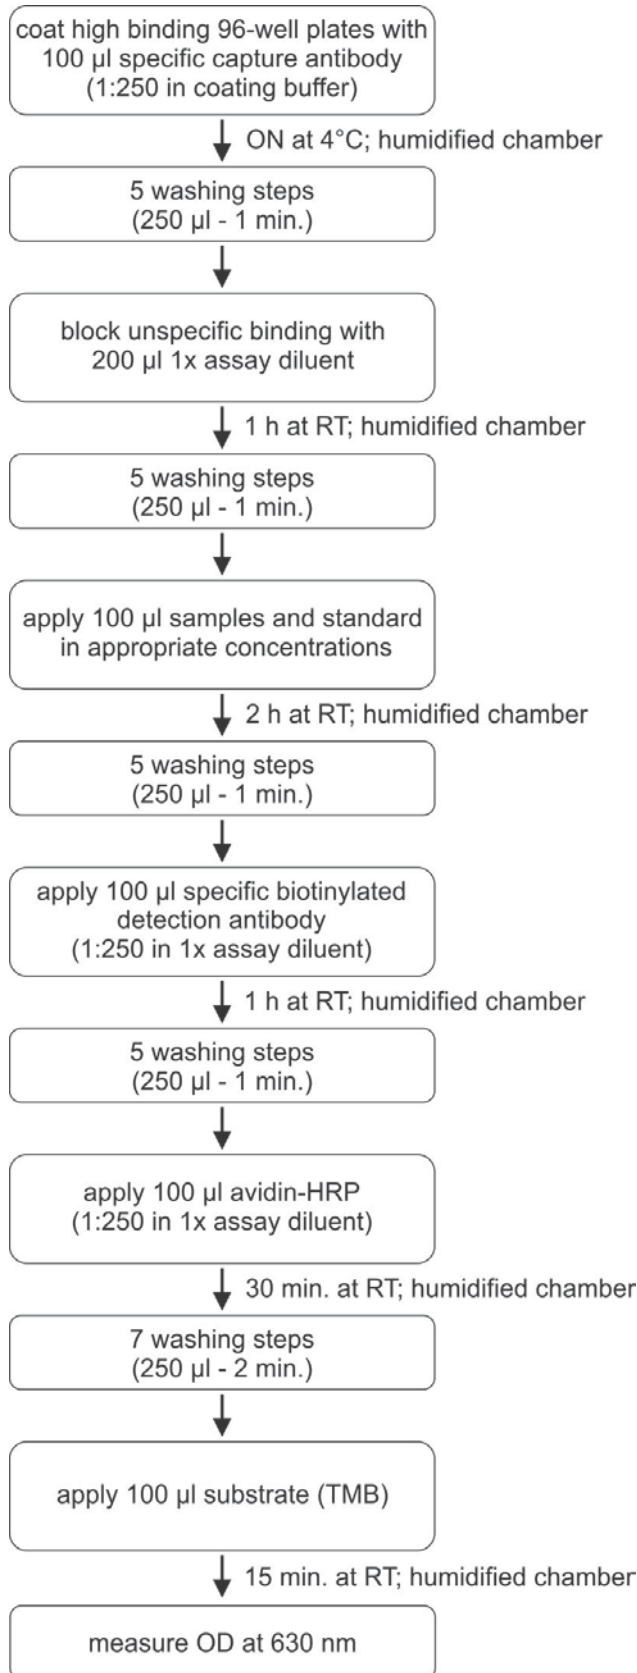 coat high binding 96-well plates with
100 µl specific capture antibody
(1:250 in coating buffer)
ON at 4°C; humidified chamber
5 washing steps
(250 µl - 1 min.)
block unspecific binding with
200 µl 1x assay diluent
1 h at RT; humidified chamber
5 washing steps
(250 µl - 1 min.)
apply 100 µl samples and standard
in appropriate concentrations
2 h at RT; humidified chamber
5 washing steps
(250 µl - 1 min.)
apply 100 µl specific biotinylated
detection antibody
(1:250 in 1x assay diluent)
1 h at RT; humidified chamber
5 washing steps
(250 µl - 1 min.)
apply 100 µl avidin-HRP
(1:250 in 1x assay diluent)
30 min. at RT; humidified chamber
7 washing steps
(250 µl - 2 min.)
apply 100 µl substrate (TMB)
15 min. at RT; humidified chamber
measure OD at 630 nm